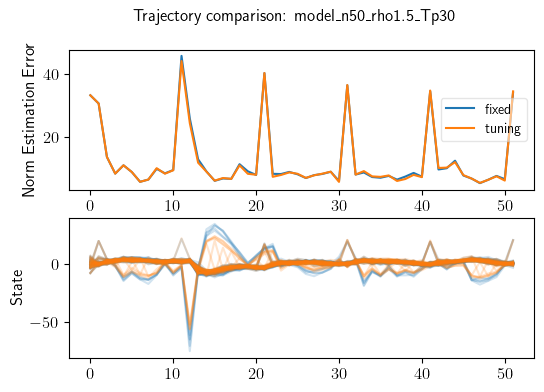 Trajectory comparison: model_n50_rho1.5_Tp30
Norm Estimation Error
40
20
fixed
tuning
0 10 20 30 40 50
State
0
−50
0 10 20 30 40 50